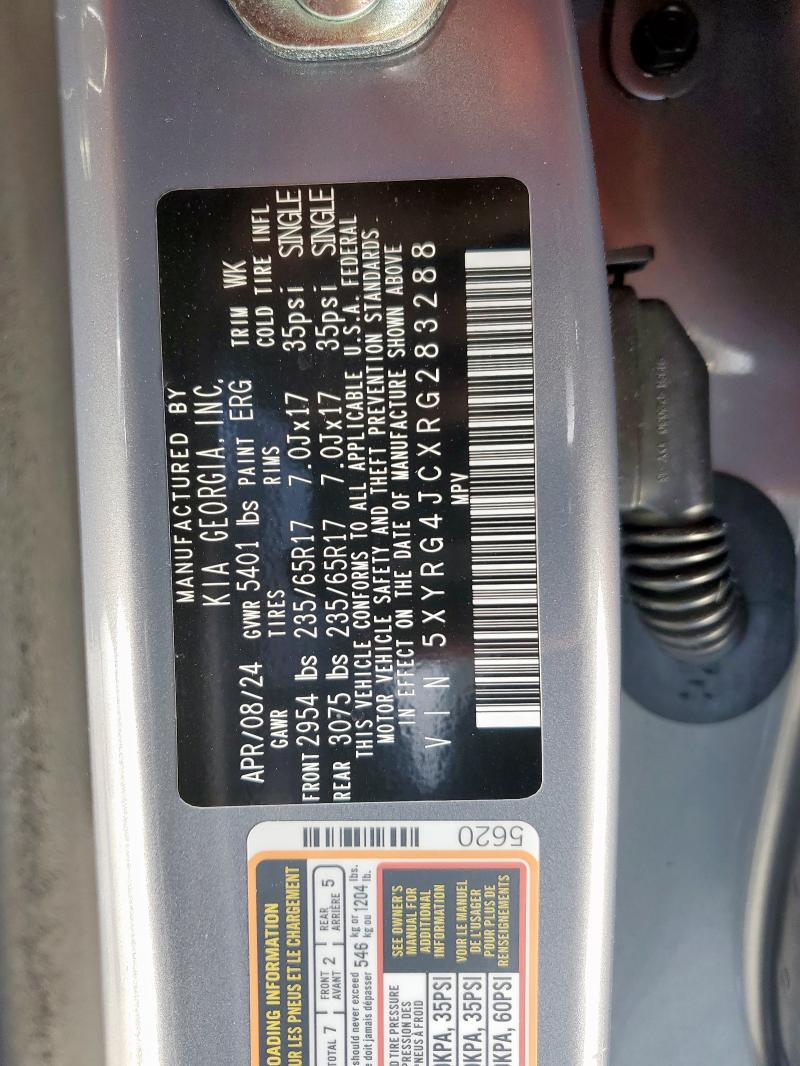 MANUFACTURED BY
KIA GEORGIA, INC.
APR/08/24 GVWR 5401 lbs PAINT ERG TRIM WK
GAWR TIRES RIMS COLD TIRE INFL
FRONT 2954 lbs 235/65R17 7.0Jx17 35psi SINGLE
REAR 3075 lbs 235/65R17 7.0Jx17 35psi SINGLE
THIS VEHICLE CONFORMS TO ALL APPLICABLE U.S.A. FEDERAL
MOTOR VEHICLE SAFETY AND THEFT PREVENTION STANDARDS
IN EFFECT ON THE DATE OF MANUFACTURE SHOWN ABOVE
VIN 5XYRG4JCXRG283288
MPV
5620
LOADING INFORMATION
SUR LES PNEUS ET LE CHARGEMENT
TOTAL 7 FRONT AVANT 2 REAR ARRIÈRE 5
should never exceed 546 kg or 1204 lbs.
e doit jamais dépasser kg ou lb.
D TIRE PRESSURE
PRESSION DES
PNEUS À FROID
0KPA, 35PSI
0KPA, 35PSI
0KPA, 60PSI
SEE OWNER'S
MANUAL FOR
ADDITIONAL
INFORMATION
VOIR LE MANUEL
DE L'USAGER
POUR PLUS DE
RENSEIGNEMENTS